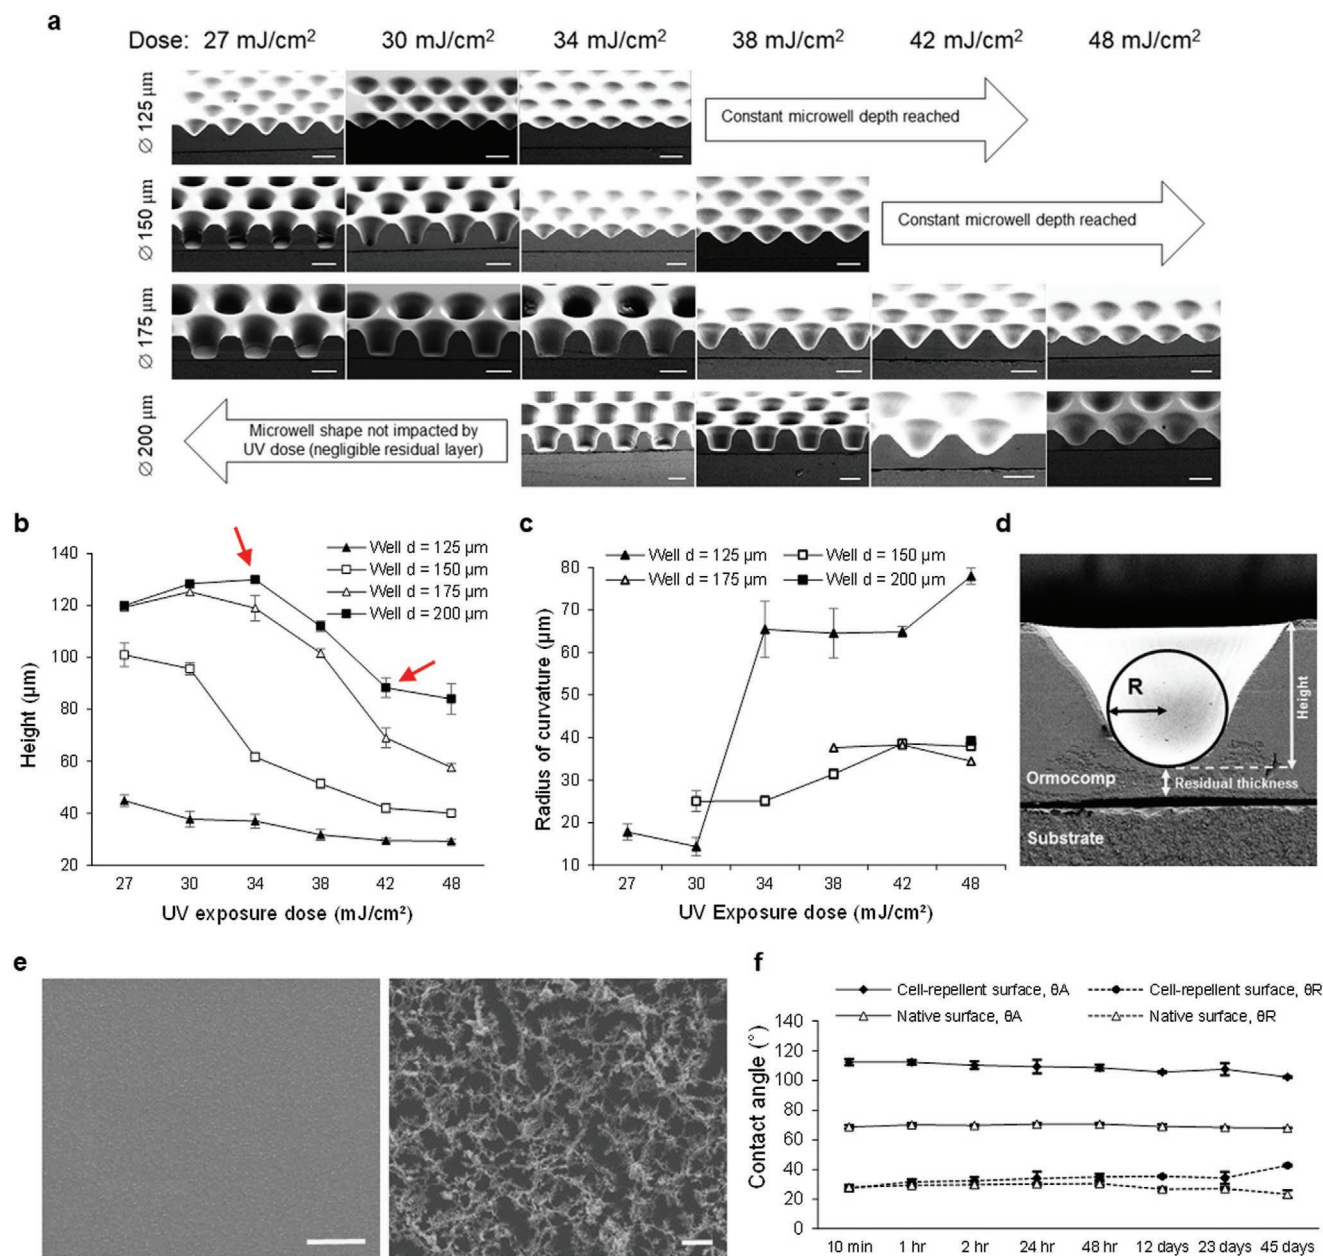 a
Dose: 27 mJ/cm² 30 mJ/cm² 34 mJ/cm² 38 mJ/cm² 42 mJ/cm² 48 mJ/cm²
∅ 125 µm
Constant microwell depth reached
∅ 150 µm
Constant microwell depth reached
∅ 175 µm
∅ 200 µm
Microwell shape not impacted by
UV dose (negligible residual layer)
b
Height (µm)
140
120
100
80
60
40
20
Well d = 125 µm
Well d = 150 µm
Well d = 175 µm
Well d = 200 µm
27 30 34 38 42 48
UV exposure dose (mJ/cm²)
c
Well d = 125 µm Well d = 150 µm
Well d = 175 µm Well d = 200 µm
Radius of curvature (µm)
80
70
60
50
40
30
20
10
27 30 34 38 42 48
UV Exposure dose (mJ/cm²)
d
R
Height
Ormocomp
Residual thickness
Substrate
e
f
Cell-repellent surface, θA Cell-repellent surface, θR
Native surface, θA Native surface, θR
Contact angle (°)
140
120
100
80
60
40
20
0
10 min 1 hr 2 hr 24 hr 48 hr 12 days 23 days 45 days